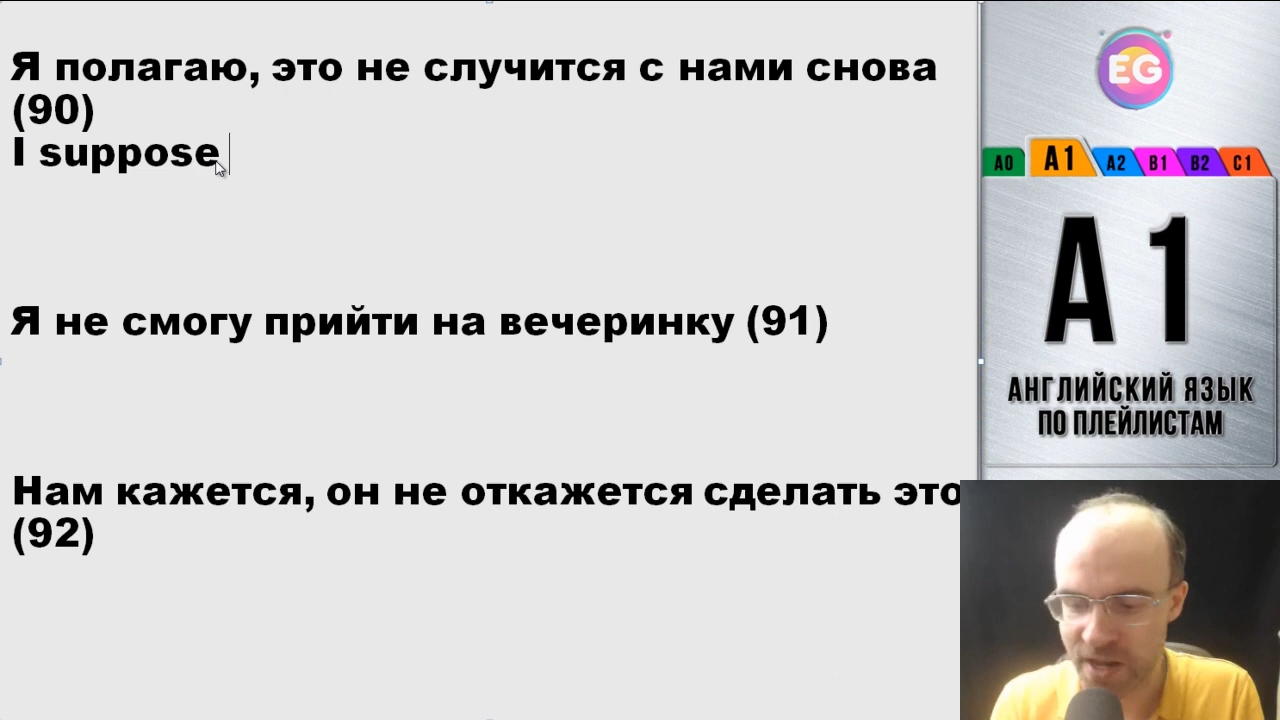 Я полагаю, это не случится с нами снова
(90)
I suppose
Я не смогу прийти на вечеринку (91)
Нам кажется, он не откажется сделать это
(92)
EG
A0 A1 A2 B1 B2 C1
A 1
АНГЛИЙСКИЙ ЯЗЫК
ПО ПЛЕЙЛИСТАМ